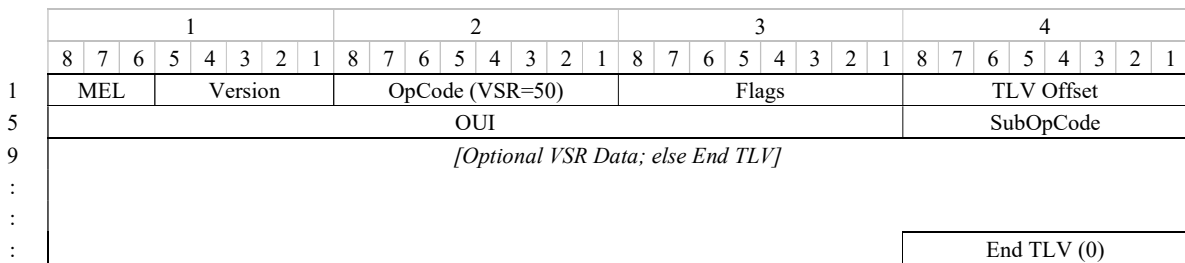 1 2 3 4
8 7 6 5 4 3 2 1 8 7 6 5 4 3 2 1 8 7 6 5 4 3 2 1 8 7 6 5 4 3 2 1
1 MEL Version OpCode (VSR=50) Flags TLV Offset
5 OUI SubOpCode
9 [Optional VSR Data; else End TLV]
:
:
: End TLV (0)